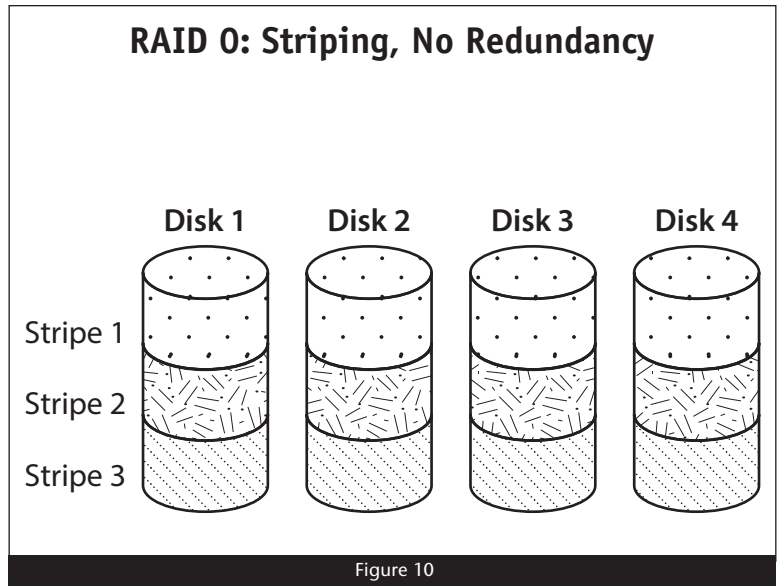 RAID 0: Striping, No Redundancy
Disk 1 Disk 2 Disk 3 Disk 4
Stripe 1
Stripe 2
Stripe 3
Figure 10